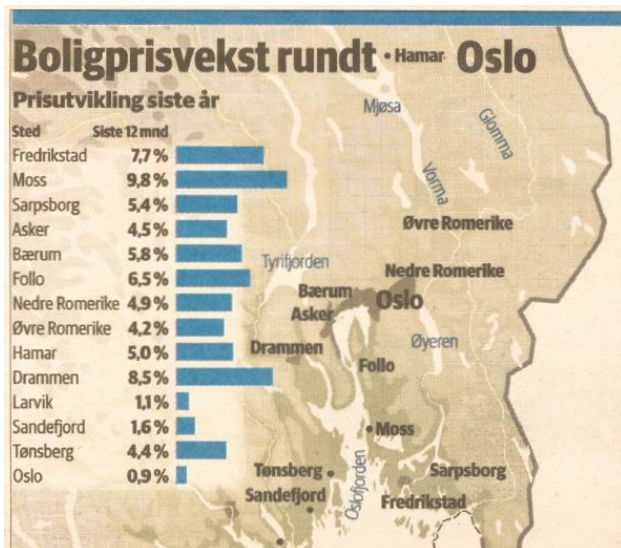 Boligprisvekst rundt • Hamar Oslo
Prisutvikling siste år
Sted Siste 12 mnd
Fredrikstad 7,7 %
Moss 9,8 %
Sarpsborg 5,4 %
Asker 4,5 %
Bærum 5,8 %
Follo 6,5 %
Nedre Romerike 4,9 %
Øvre Romerike 4,2 %
Hamar 5,0 %
Drammen 8,5 %
Larvik 1,1 %
Sandefjord 1,6 %
Tønsberg 4,4 %
Oslo 0,9 %
Mjøsa
Glomma
Vorma
Øvre Romerike
Tyrifjorden
Nedre Romerike
Bærum
Oslo
Asker
Øyeren
Drammen
Follo
Moss
Tønsberg
Sarpsborg
Oslofjorden
Sandefjord
Fredrikstad